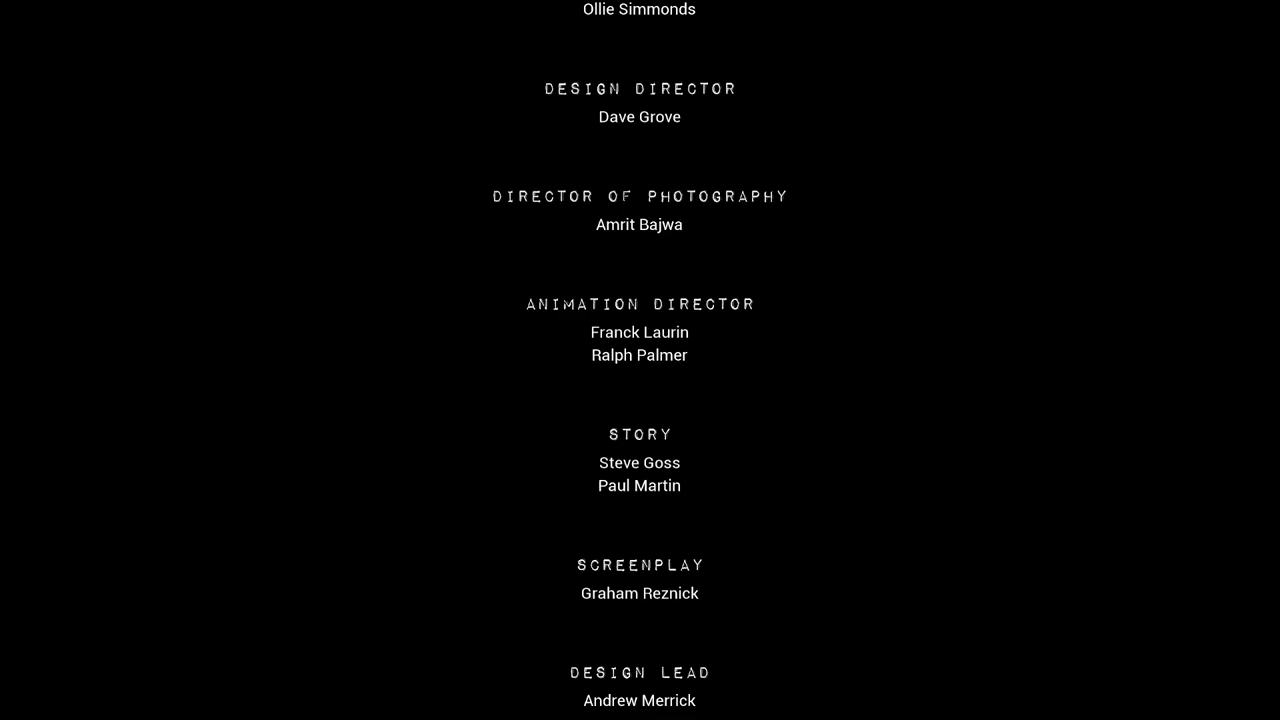 Ollie Simmonds
DESIGN DIRECTOR
Dave Grove
DIRECTOR OF PHOTOGRAPHY
Amrit Bajwa
ANIMATION DIRECTOR
Franck Laurin
Ralph Palmer
STORY
Steve Goss
Paul Martin
SCREENPLAY
Graham Reznick
DESIGN LEAD
Andrew Merrick